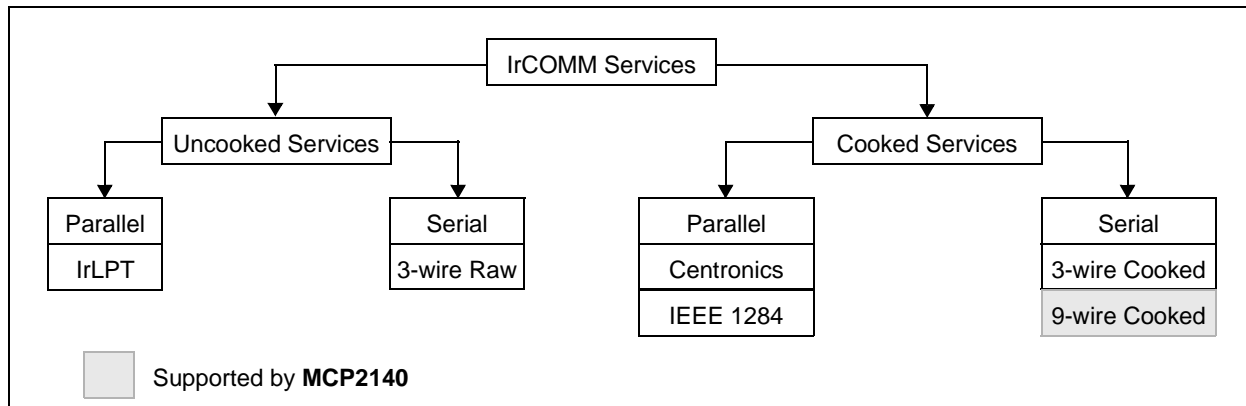 IrCOMM Services
Uncooked Services
Cooked Services
Parallel
IrLPT
Serial
3-wire Raw
Parallel
Centronics
IEEE 1284
Serial
3-wire Cooked
9-wire Cooked
Supported by MCP2140